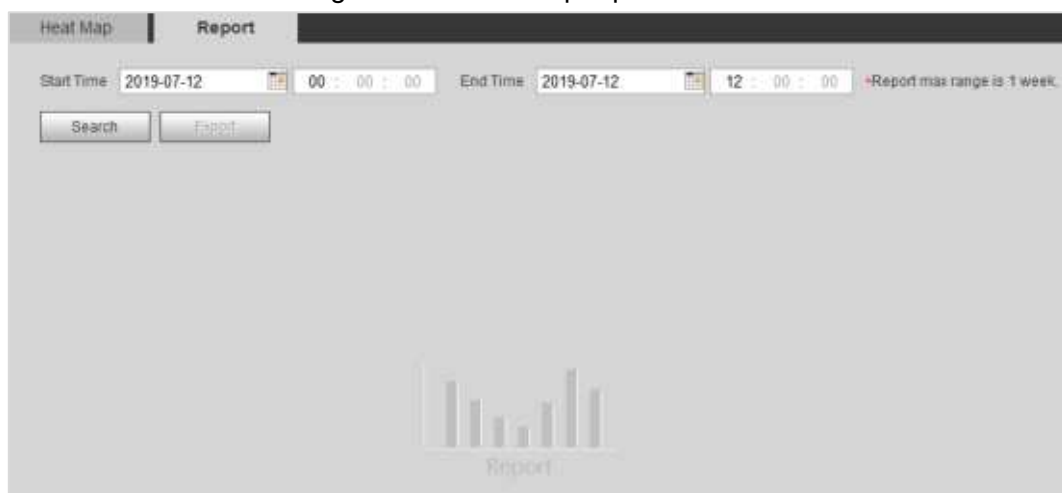 Heat Map Report
Start Time 2019-07-12 00 : 00 : 00 End Time 2019-07-12 12 : 00 : 00 *Report max range is 1 week.
Search Export
Report